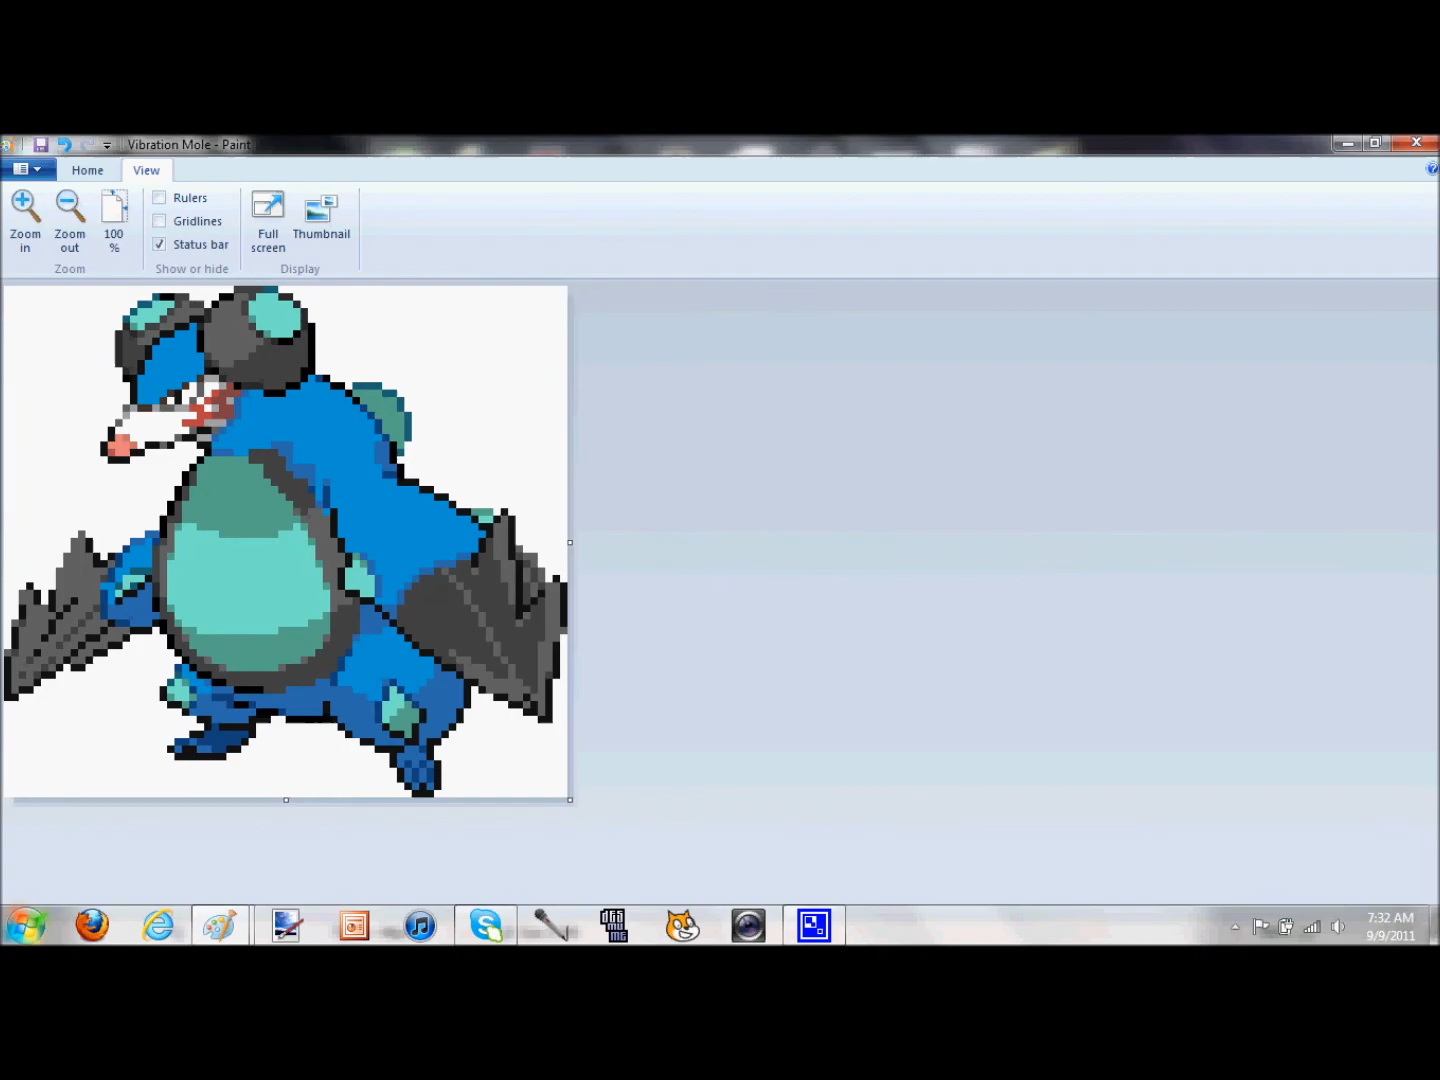 Vibration Mole - Paint
Home View
Zoom in
Zoom out
100 %
Rulers
Gridlines
Status bar
Full screen
Thumbnail
Zoom
Show or hide
Display
7:32 AM
9/9/2011